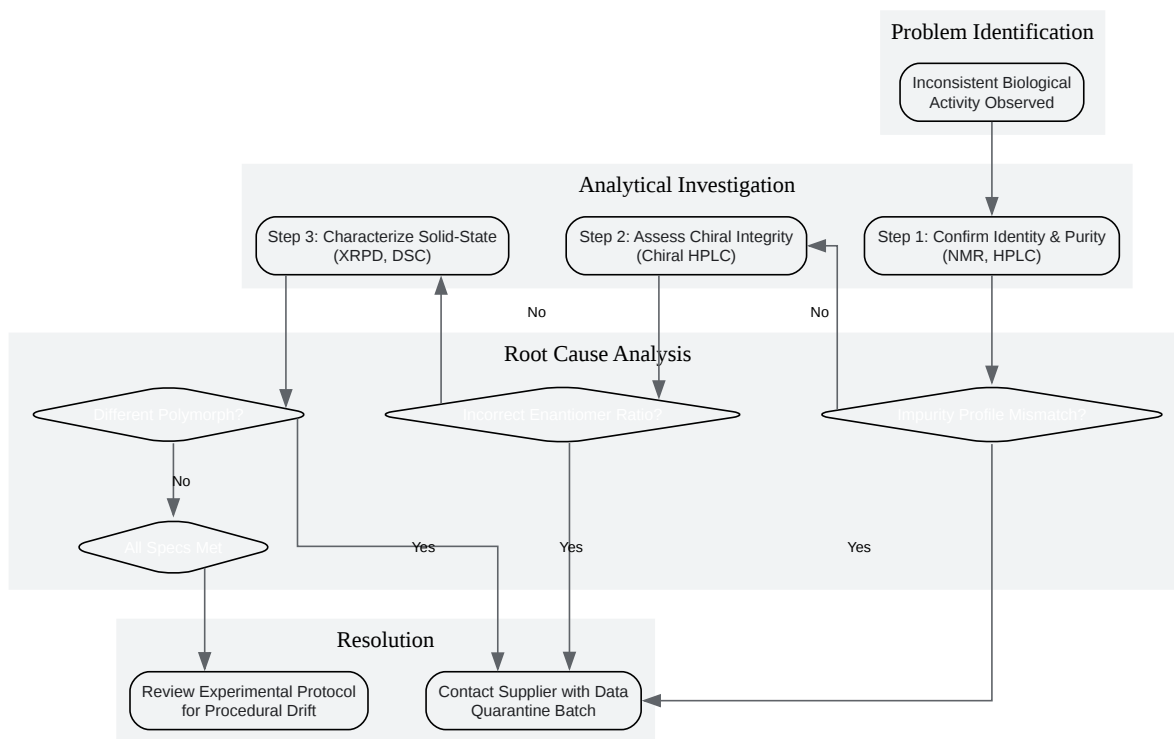 Problem Identification
Inconsistent Biological
Activity Observed
Analytical Investigation
Step 3: Characterize Solid-State
(XRPD, DSC)
Step 2: Assess Chiral Integrity
(Chiral HPLC)
Step 1: Confirm Identity & Purity
(NMR, HPLC)
No
No
Root Cause Analysis
Different Polymorph?
Incorrect Enantiomer Ratio?
Impurity Profile Mismatch?
No
All Specs Met
Yes
Yes
Yes
Resolution
Review Experimental Protocol
for Procedural Drift
Contact Supplier with Data
Quarantine Batch